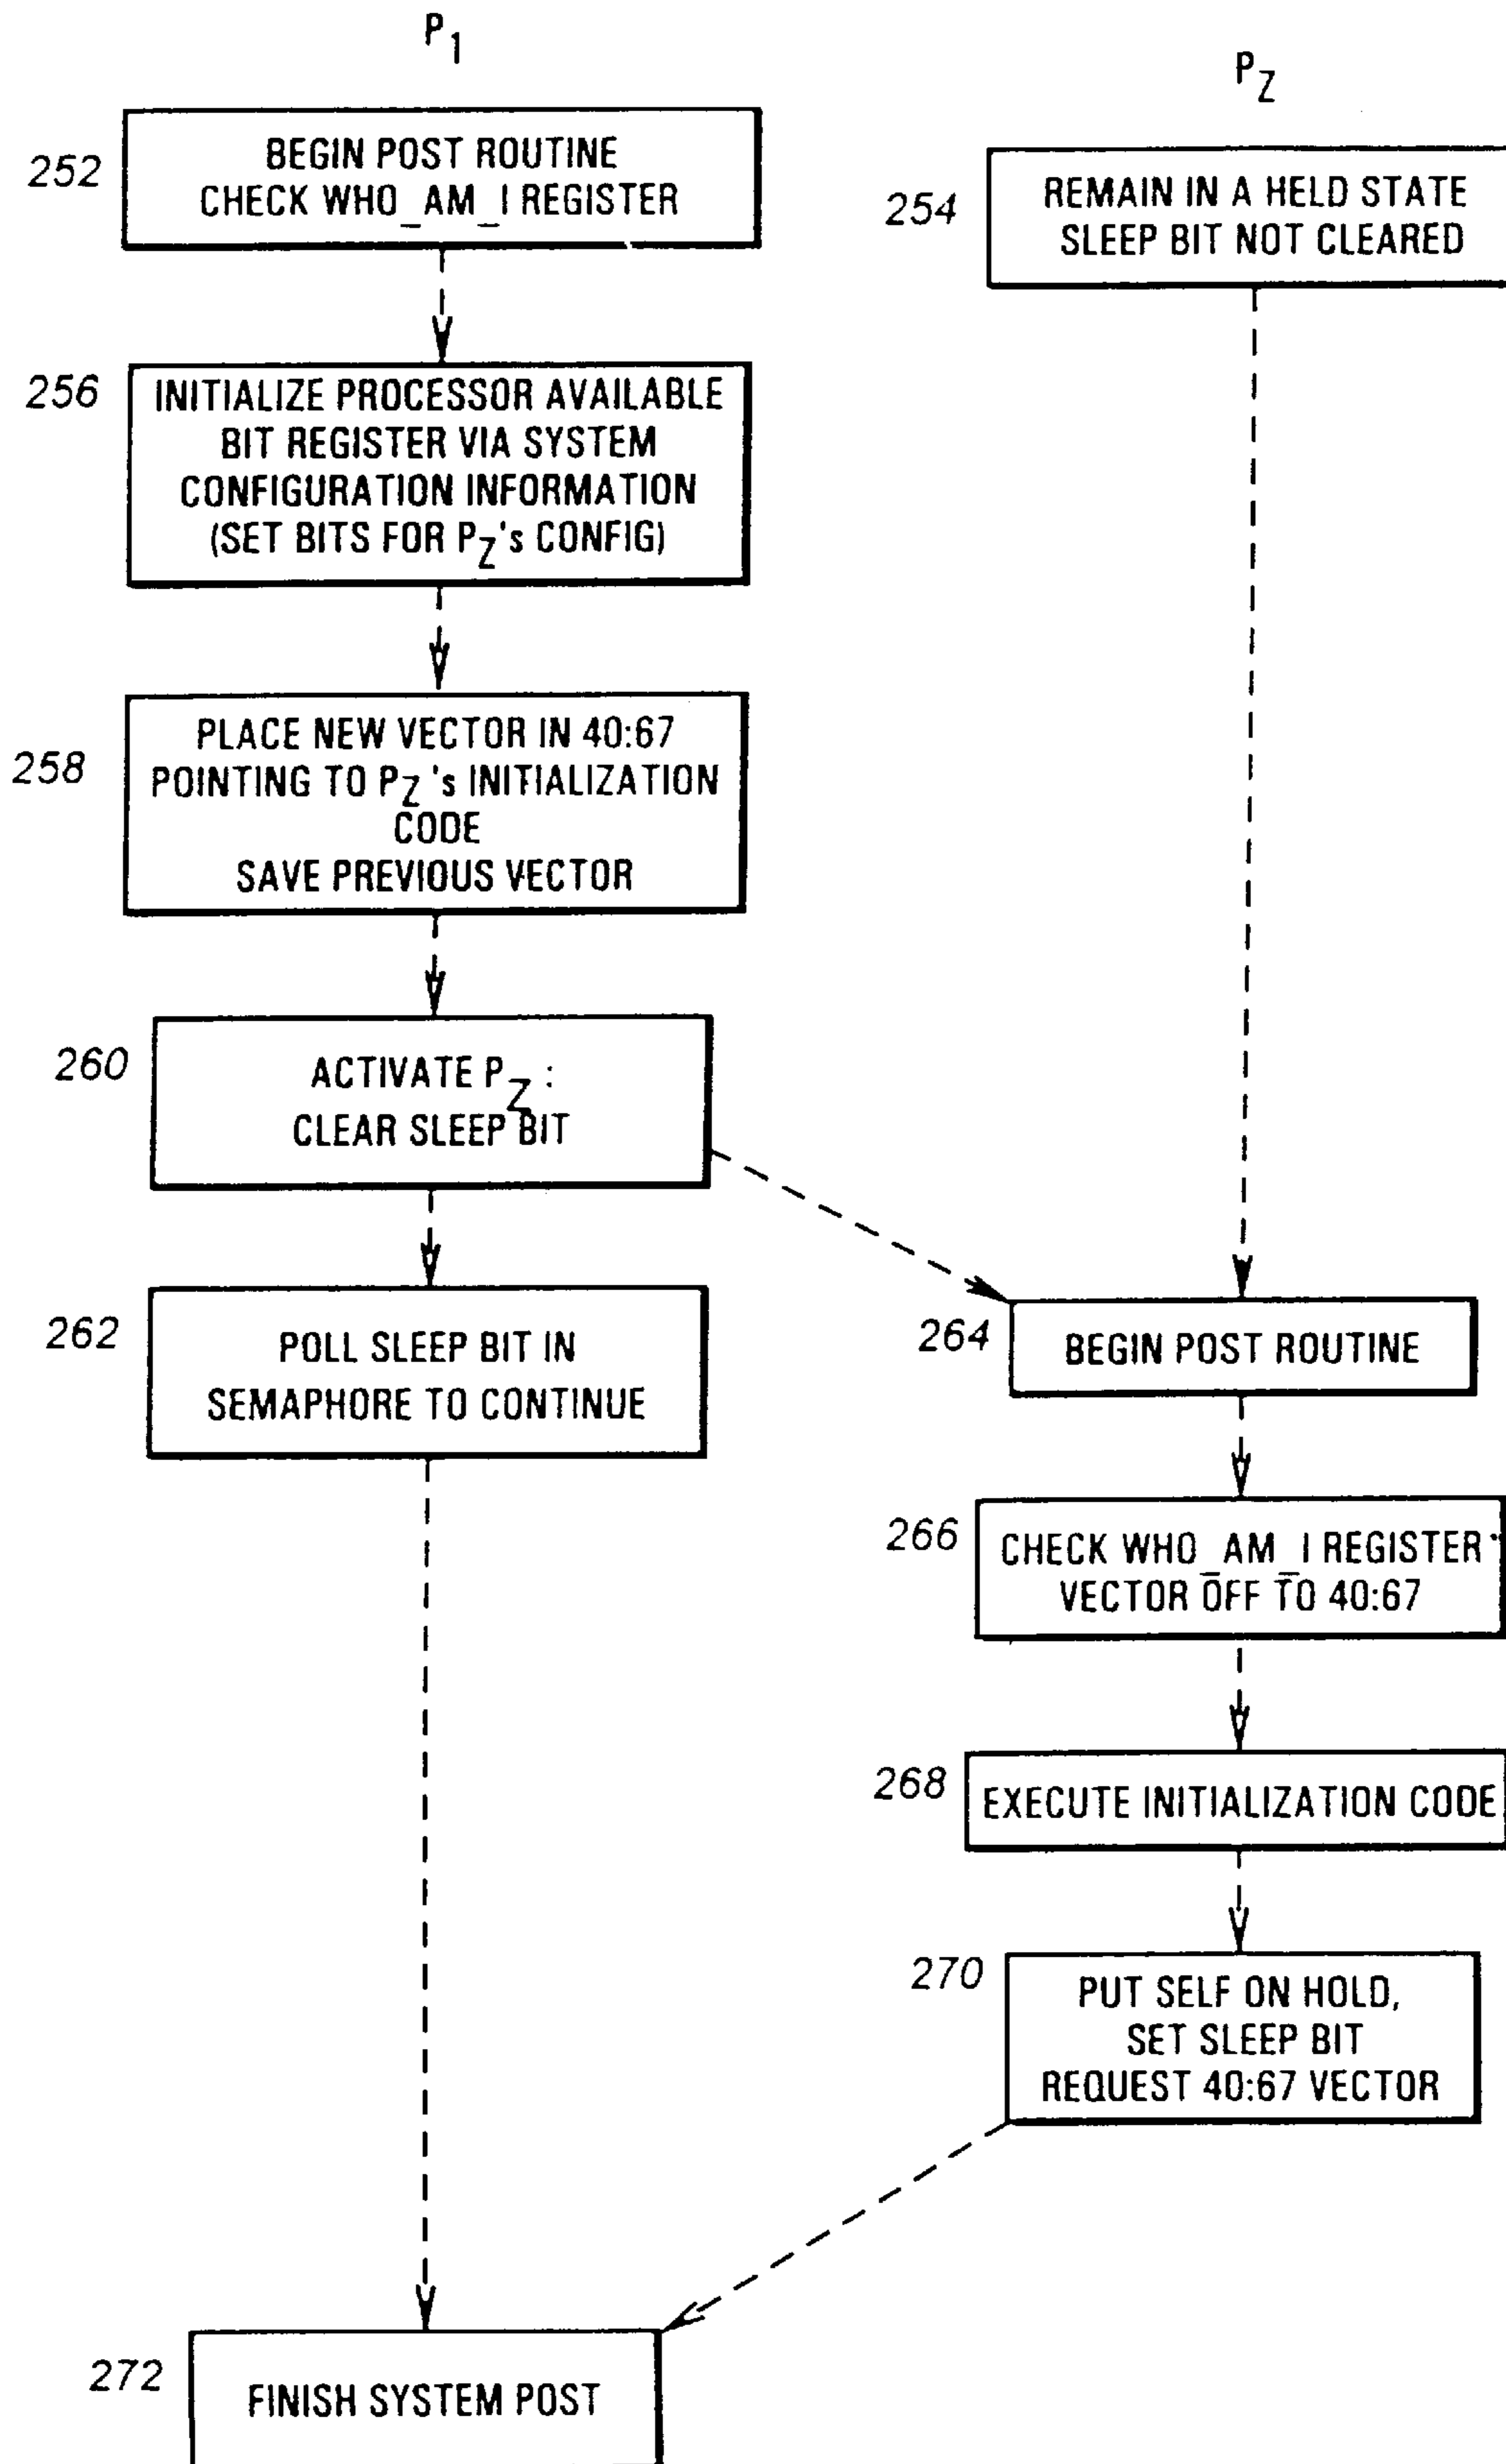 P1
PZ
252
BEGIN POST ROUTINE
CHECK WHO_AM_I REGISTER
254
REMAIN IN A HELD STATE
SLEEP BIT NOT CLEARED
256
INITIALIZE PROCESSOR AVAILABLE
BIT REGISTER VIA SYSTEM
CONFIGURATION INFORMATION
(SET BITS FOR PZ's CONFIG)
258
PLACE NEW VECTOR IN 40:67
POINTING TO PZ's INITIALIZATION
CODE
SAVE PREVIOUS VECTOR
260
ACTIVATE PZ:
CLEAR SLEEP BIT
262
POLL SLEEP BIT IN
SEMAPHORE TO CONTINUE
264
BEGIN POST ROUTINE
266
CHECK WHO_AM_I REGISTER
VECTOR OFF TO 40:67
268
EXECUTE INITIALIZATION CODE
270
PUT SELF ON HOLD,
SET SLEEP BIT
REQUEST 40:67 VECTOR
272
FINISH SYSTEM POST